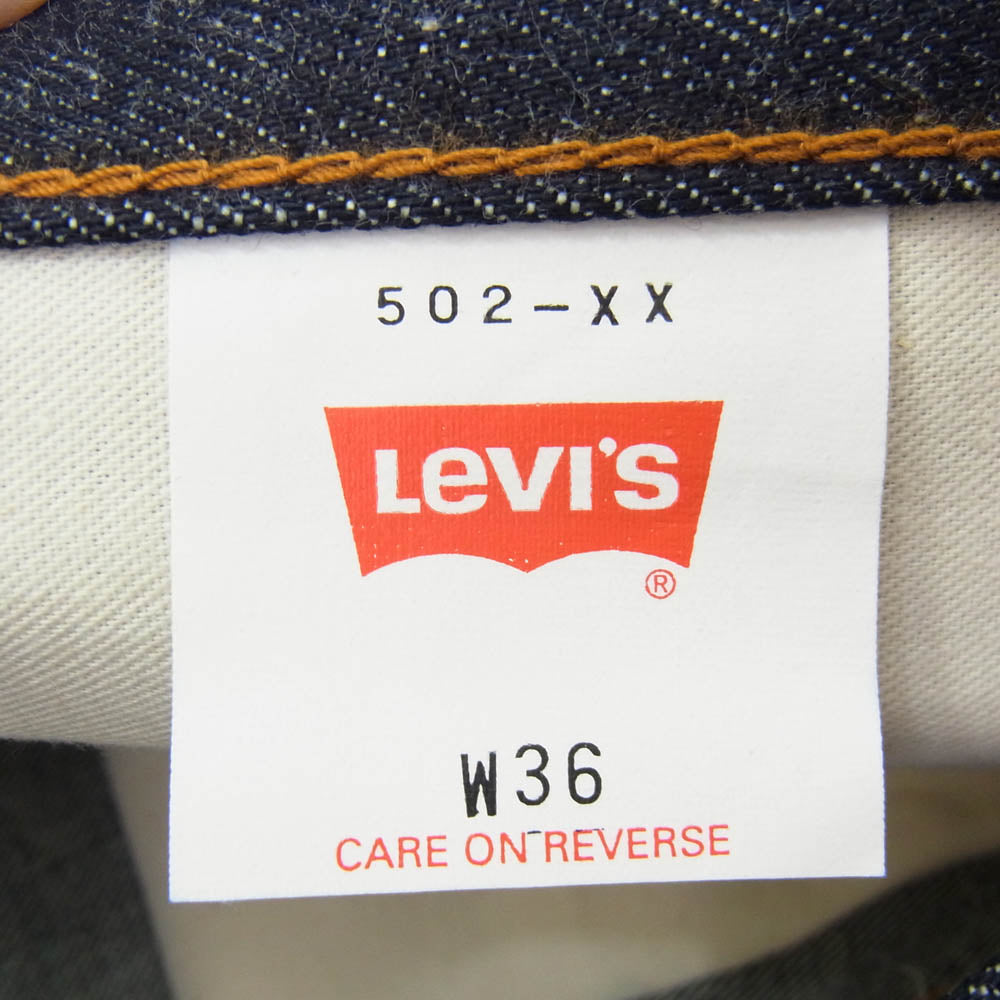 502-XX
Levi's
®
W36
CARE ON REVERSE